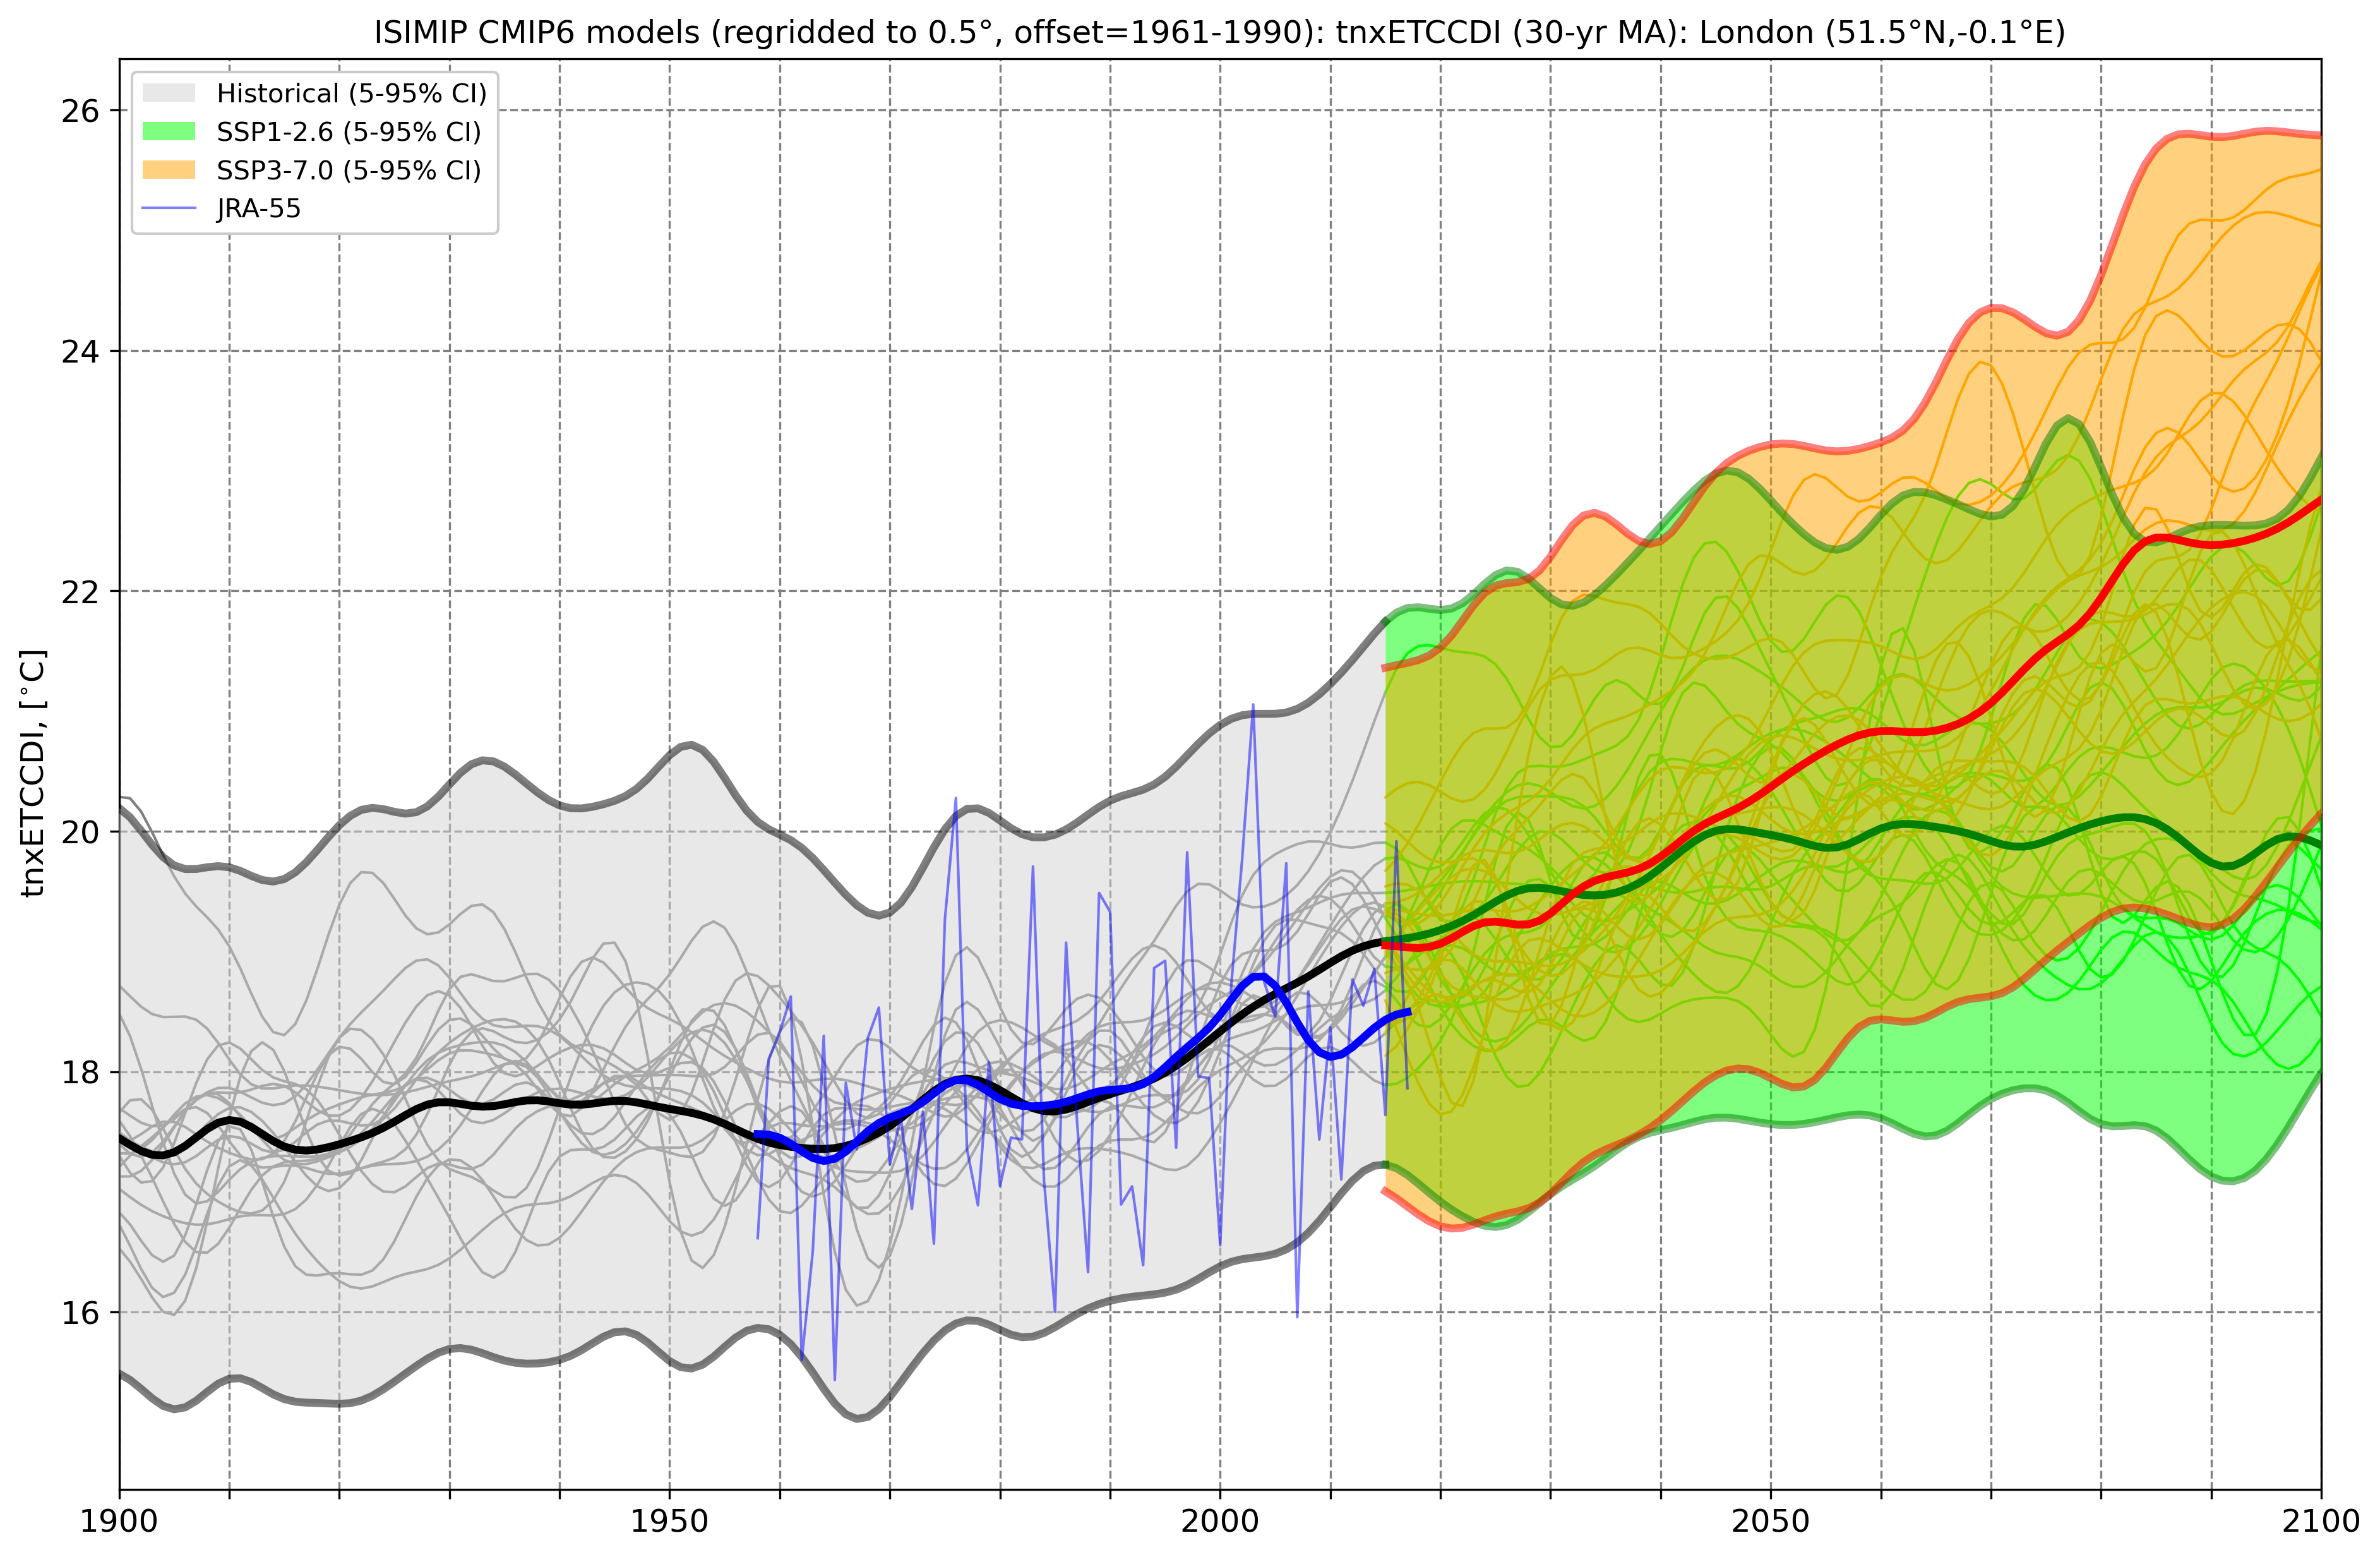 ISIMIP CMIP6 models (regridded to 0.5°, offset=1961-1990): tnxETCCDI (30-yr MA): London (51.5°N,-0.1°E)
Historical (5-95% CI)
SSP1-2.6 (5-95% CI)
SSP3-7.0 (5-95% CI)
JRA-55
tnxETCCDI, [°C]
26
24
22
20
18
16
1900 1950 2000 2050 2100